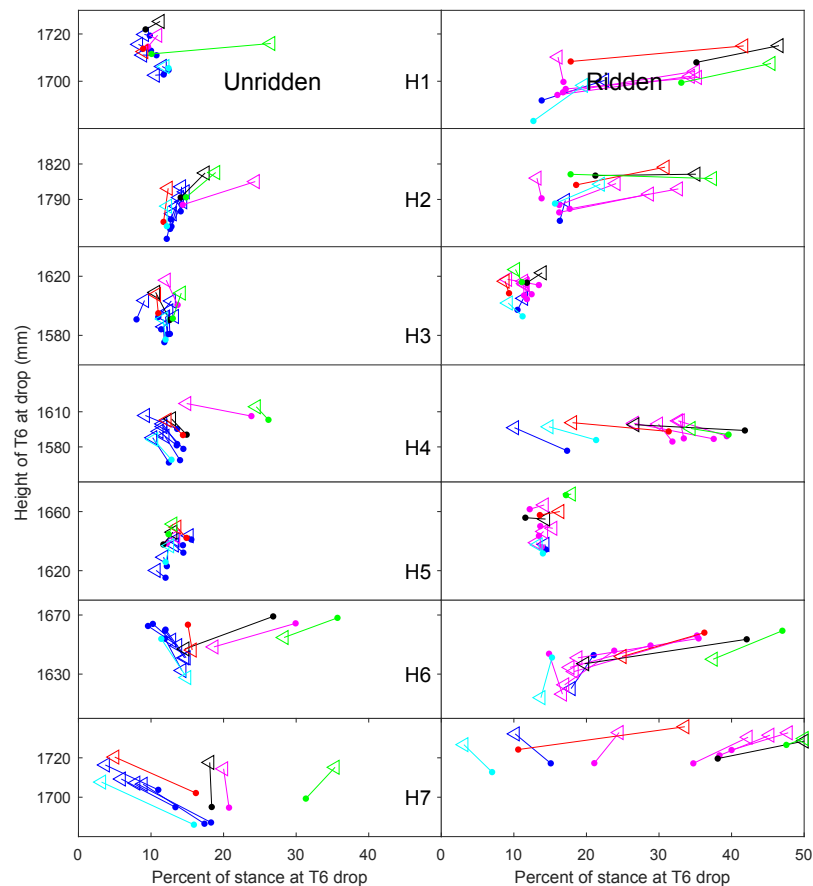 Unridden
Ridden
1720
1700
H1
1820
1790
H2
1620
1580
H3
1610
1580
H4
1660
1620
H5
1670
1630
H6
1720
1700
H7
Height of T6 at drop (mm)
0 10 20 30 40 0 10 20 30 40 50
Percent of stance at T6 drop Percent of stance at T6 drop